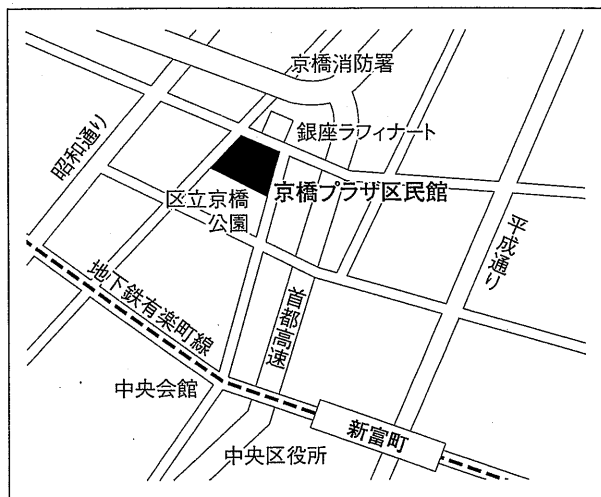 京橋消防署
銀座ラフィナート
昭和通り
区立京橋
公園
京橋プラザ区民館
平成通り
地下鉄有楽町線
首都高速
中央会館
新富町
中央区役所